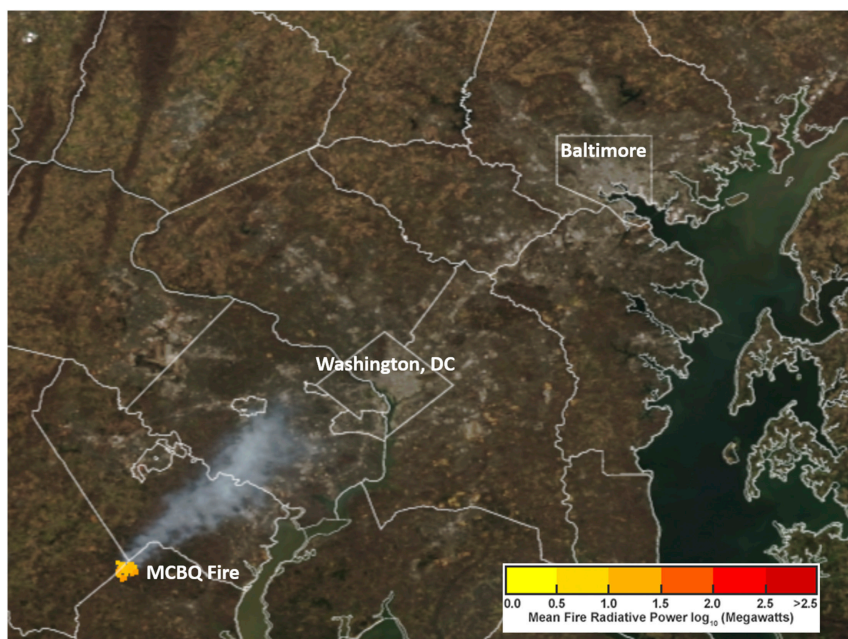 Baltimore
Washington, DC
MCBQ Fire
0.0 0.5 1.0 1.5 2.0 2.5 >2.5
Mean Fire Radiative Power log₁₀ (Megawatts)